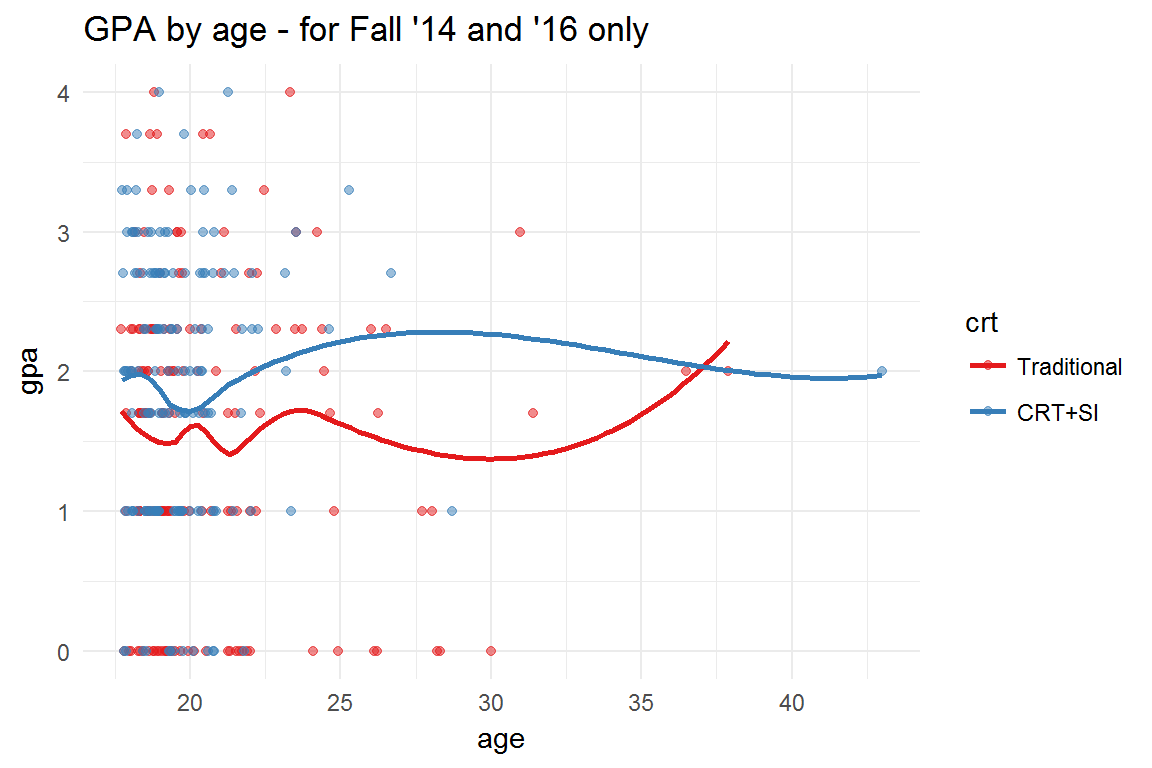 GPA by age - for Fall '14 and '16 only
4
3
2
1
0
gpa
20 25 30 35 40
age
crt
Traditional
CRT+SI